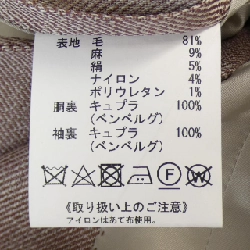 表地 毛 81%
麻 9%
絹 5%
ナイロン 4%
ポリウレタン 1%
胴裏 キュプラ 100%
(ベンベルグ)
袖裏 キュプラ 100%
(ベンベルグ)
《取り扱い上のご注意》
アイロンはあて布使用。